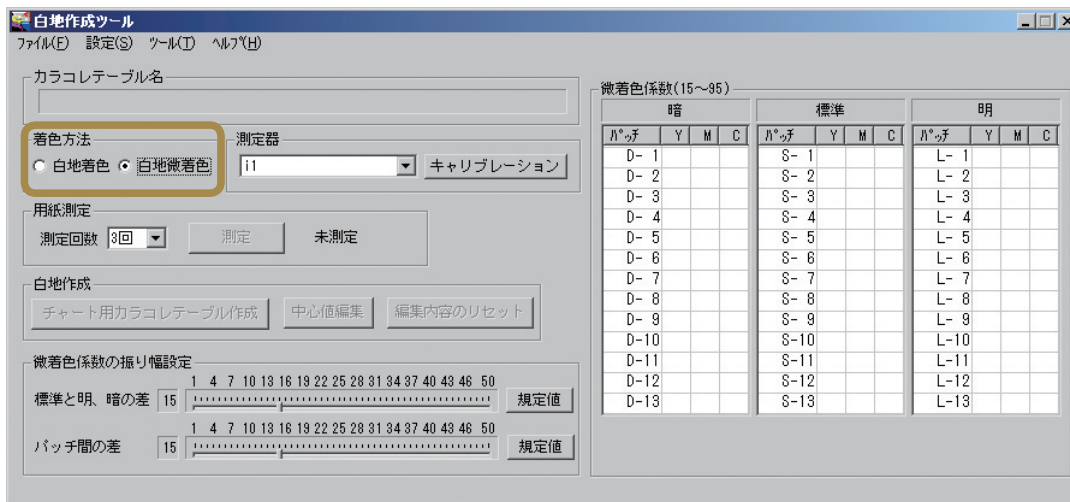 白地作成ツール
ファイル(F) 設定(S) ツール(T) ヘルプ(H)
カラコレテーブル名
着色方法
白地着色 白地微着色
測定器
i1 キャリブレーション
用紙測定
測定回数 3回 測定 未測定
白地作成
チャート用カラコレテーブル作成 中心値編集 編集内容のリセット
微着色係数の振り幅設定
1 4 7 10 13 16 19 22 25 28 31 34 37 40 43 46 50
標準と明、暗の差 15 規定値
1 4 7 10 13 16 19 22 25 28 31 34 37 40 43 46 50
パッチ間の差 15 規定値
微着色係数(15～95)
暗 標準 明
パッチ Y M C パッチ Y M C パッチ Y M C
D- 1 S- 1 L- 1
D- 2 S- 2 L- 2
D- 3 S- 3 L- 3
D- 4 S- 4 L- 4
D- 5 S- 5 L- 5
D- 6 S- 6 L- 6
D- 7 S- 7 L- 7
D- 8 S- 8 L- 8
D- 9 S- 9 L- 9
D-10 S-10 L-10
D-11 S-11 L-11
D-12 S-12 L-12
D-13 S-13 L-13